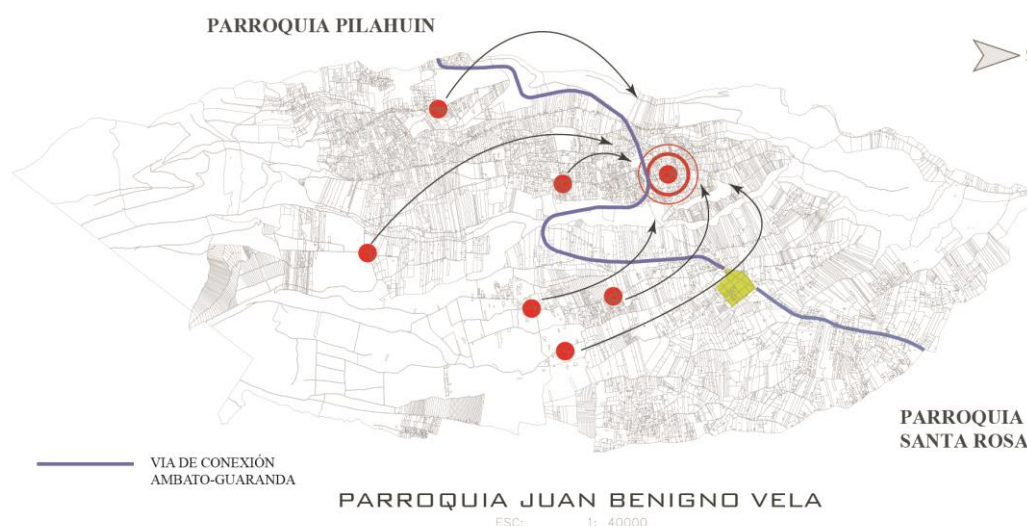 PARROQUIA PILAHUIN
PARROQUIA
SANTA ROSA
VIA DE CONEXIÓN
AMBATO-GUARANDA
PARROQUIA JUAN BENIGNO VELA
ESC: 1: 40000